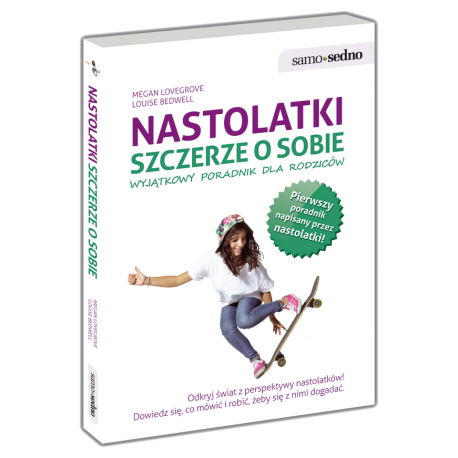 samo•sedno
MEGAN LOVEGROVE
LOUISE BEDWELL
NASTOLATKI
SZCZERZE O SOBIE
WYJĄTKOWY PORADNIK DLA RODZICÓW
Pierwszy
poradnik
napisany przez
nastolatki!
Odkryj świat z perspektywy nastolatków!
Dowiedz się, co mówić i robić, żeby się z nimi dogadać.
NASTOLATKI SZCZERZE O SOBIE
MEGAN LOVEGROVE
LOUISE BEDWELL
samo•sedno